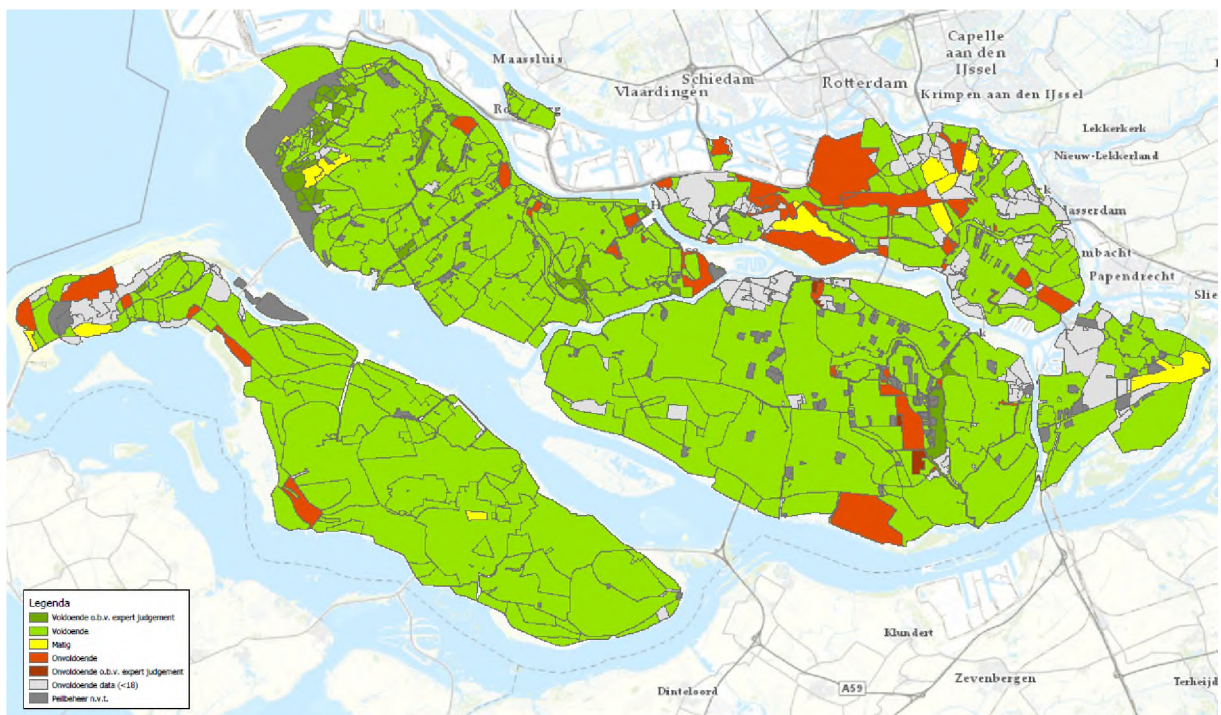 Maassluis
Schiedam
Vlaardingen
Rotterdam
Capelle
aan den
IJssel
Krimpen aan den IJssel
Lekkerkerk
Nieuw-Lekkerland
Papendrecht
Klundert
Zevenbergen
Dinteloord
A59
Terheijd
Legenda
Voldoende o.b.v. expert judgement
Voldoende
Matig
Onvoldoende
Onvoldoende o.b.v. expert judgement
Onvoldoende data (<18)
Peilbeheer n.v.t.